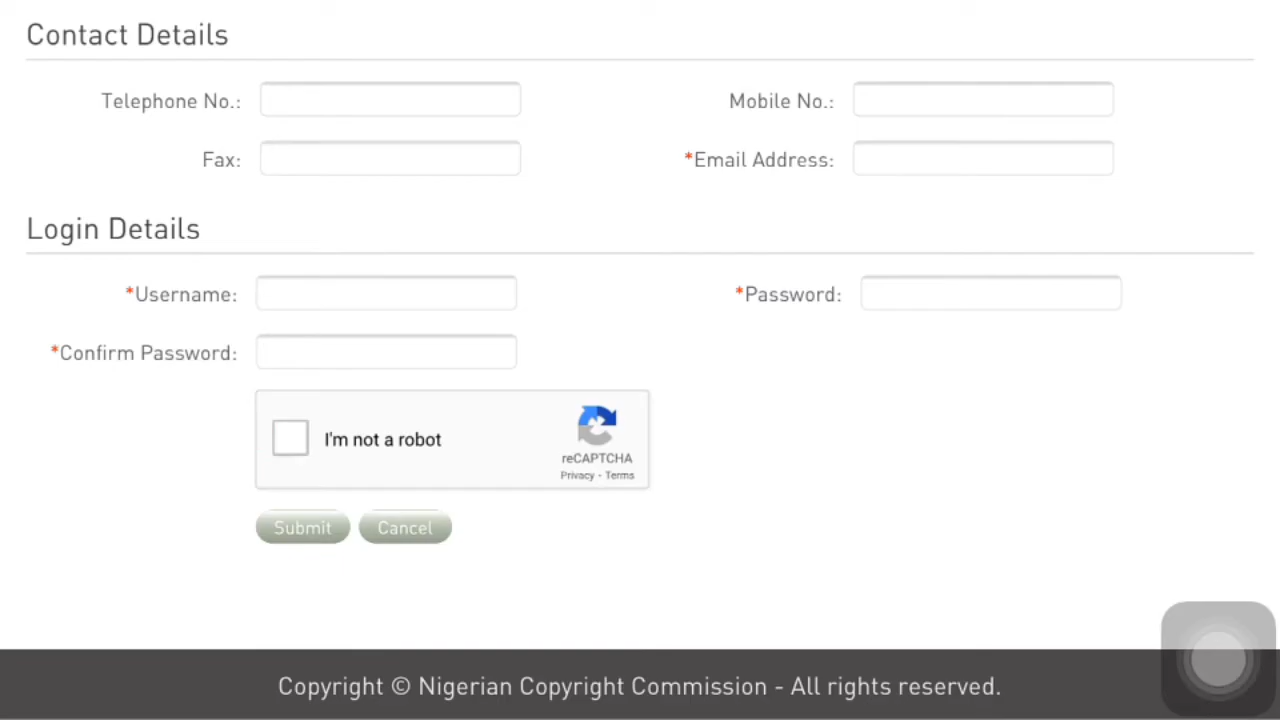 Contact Details
Telephone No.:
Mobile No.:
Fax:
*Email Address:
Login Details
*Username:
*Password:
*Confirm Password:
I'm not a robot
reCAPTCHA
Privacy - Terms
Submit
Cancel
Copyright © Nigerian Copyright Commission - All rights reserved.